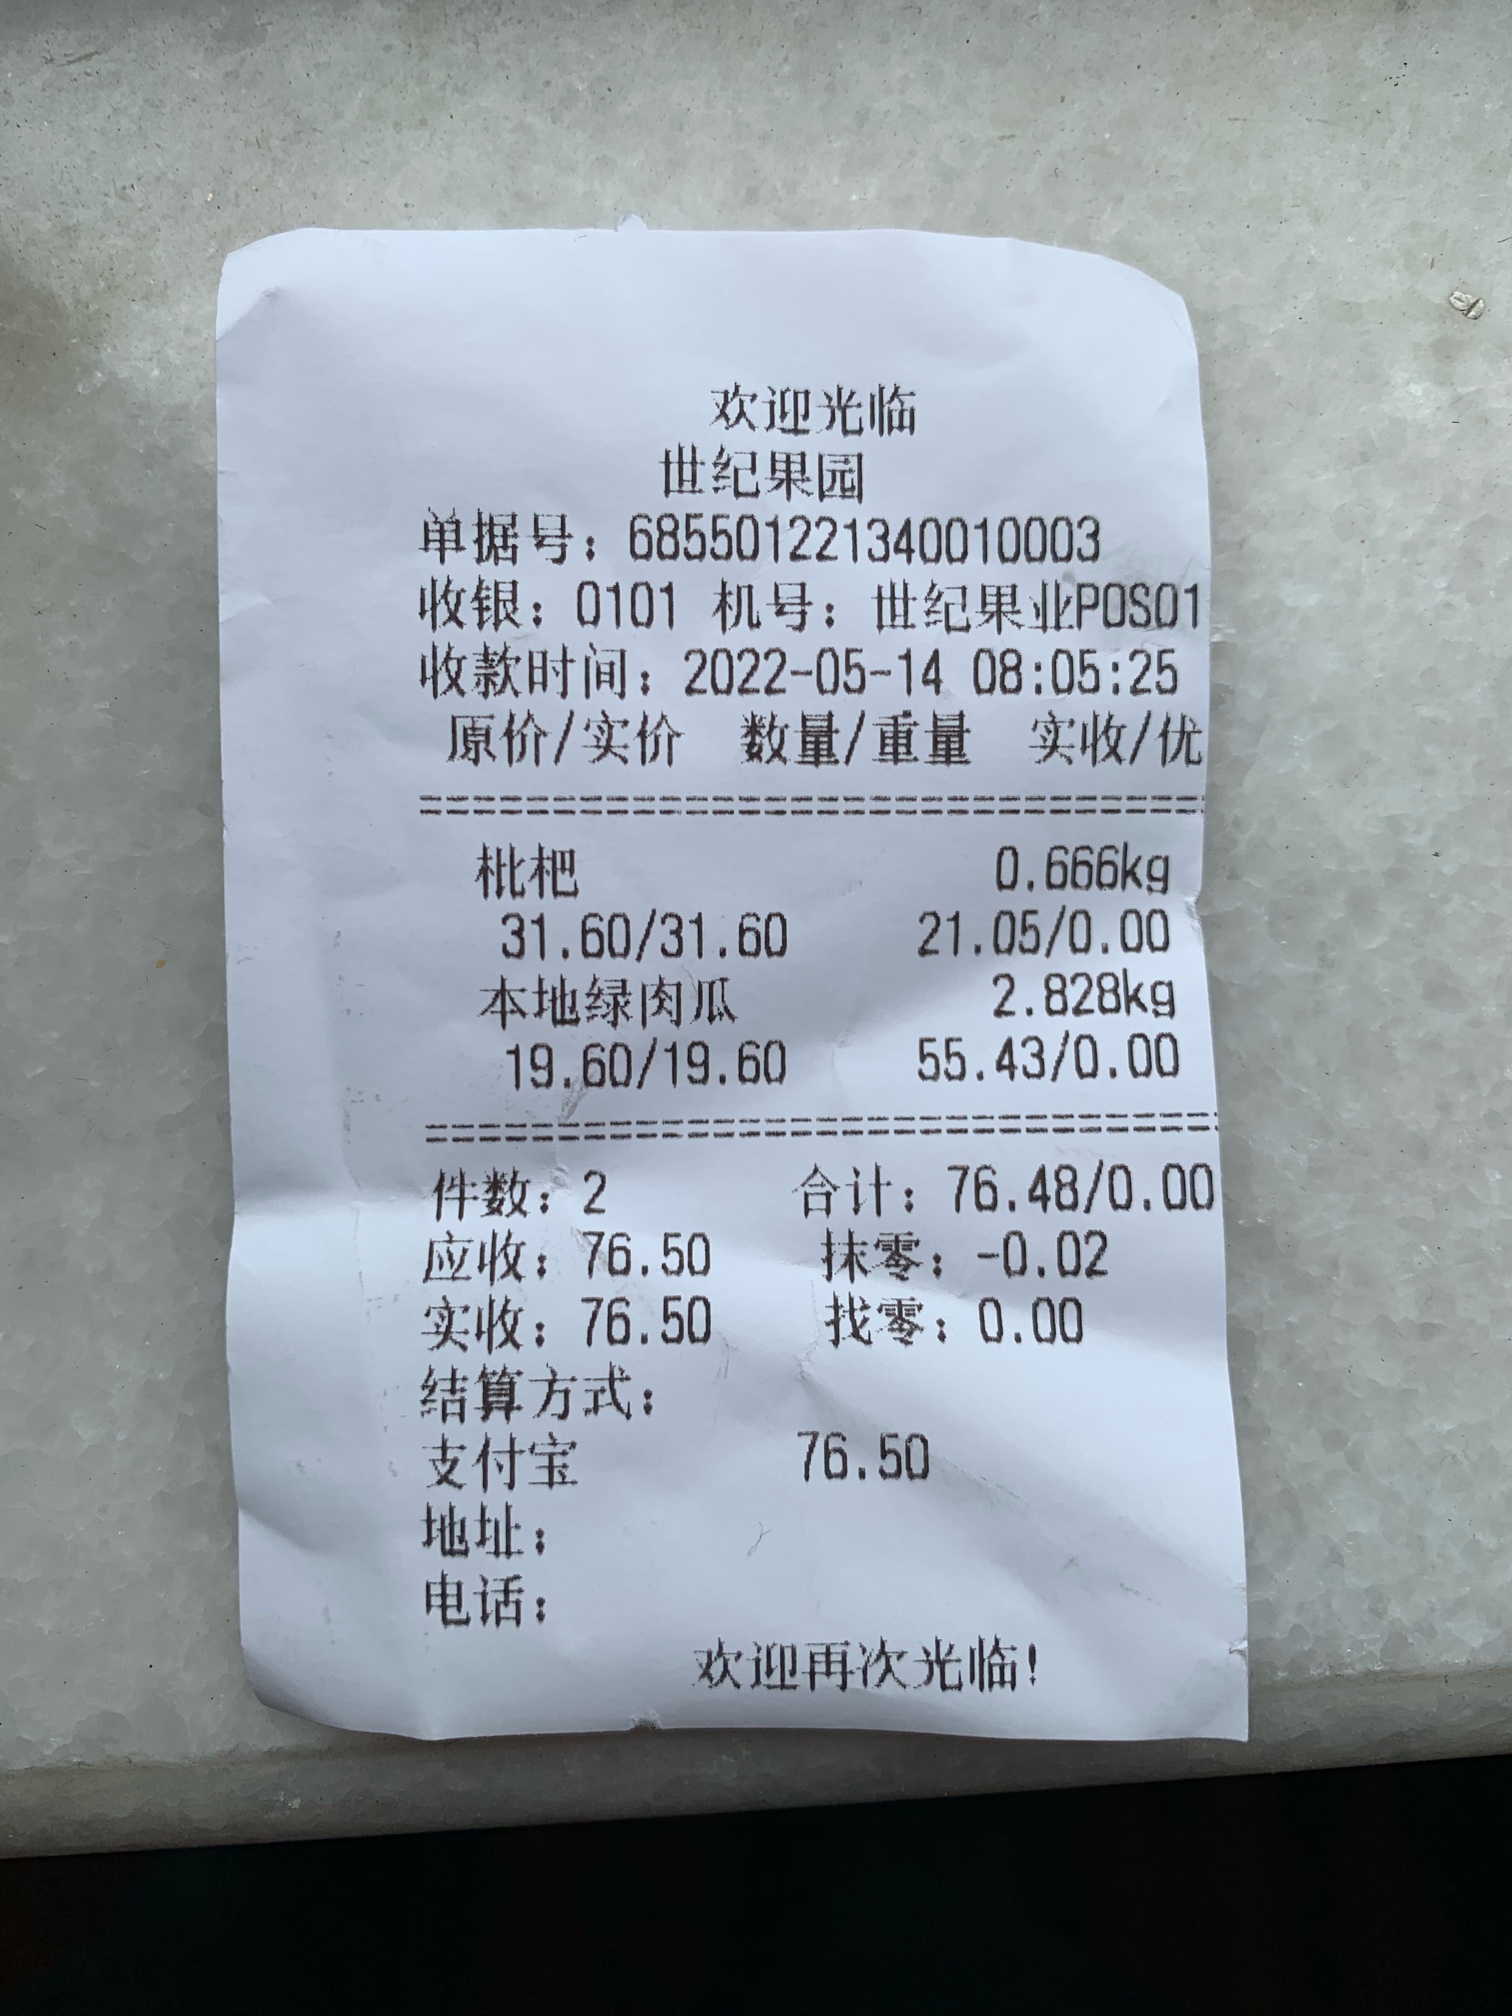 欢迎光临
世纪果园
单据号：685501221340010003
收银：0101 机号：世纪果业POS01
收款时间：2022-05-14 08:05:25
原价/实价 数量/重量 实收/优
================================
枇杷 0.666kg
31.60/31.60 21.05/0.00
本地绿肉瓜 2.828kg
19.60/19.60 55.43/0.00
================================
件数：2 合计：76.48/0.00
应收：76.50 抹零：-0.02
实收：76.50 找零：0.00
结算方式：
支付宝 76.50
地址：
电话：
欢迎再次光临！